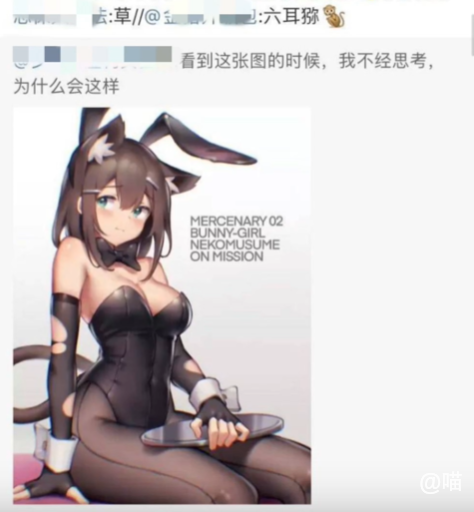 :草//@ :六耳猕🐒
看到这张图的时候，我不经思考，
为什么会这样
MERCENARY 02
BUNNY-GIRL
NEKOMUSUME
ON MISSION
@喵